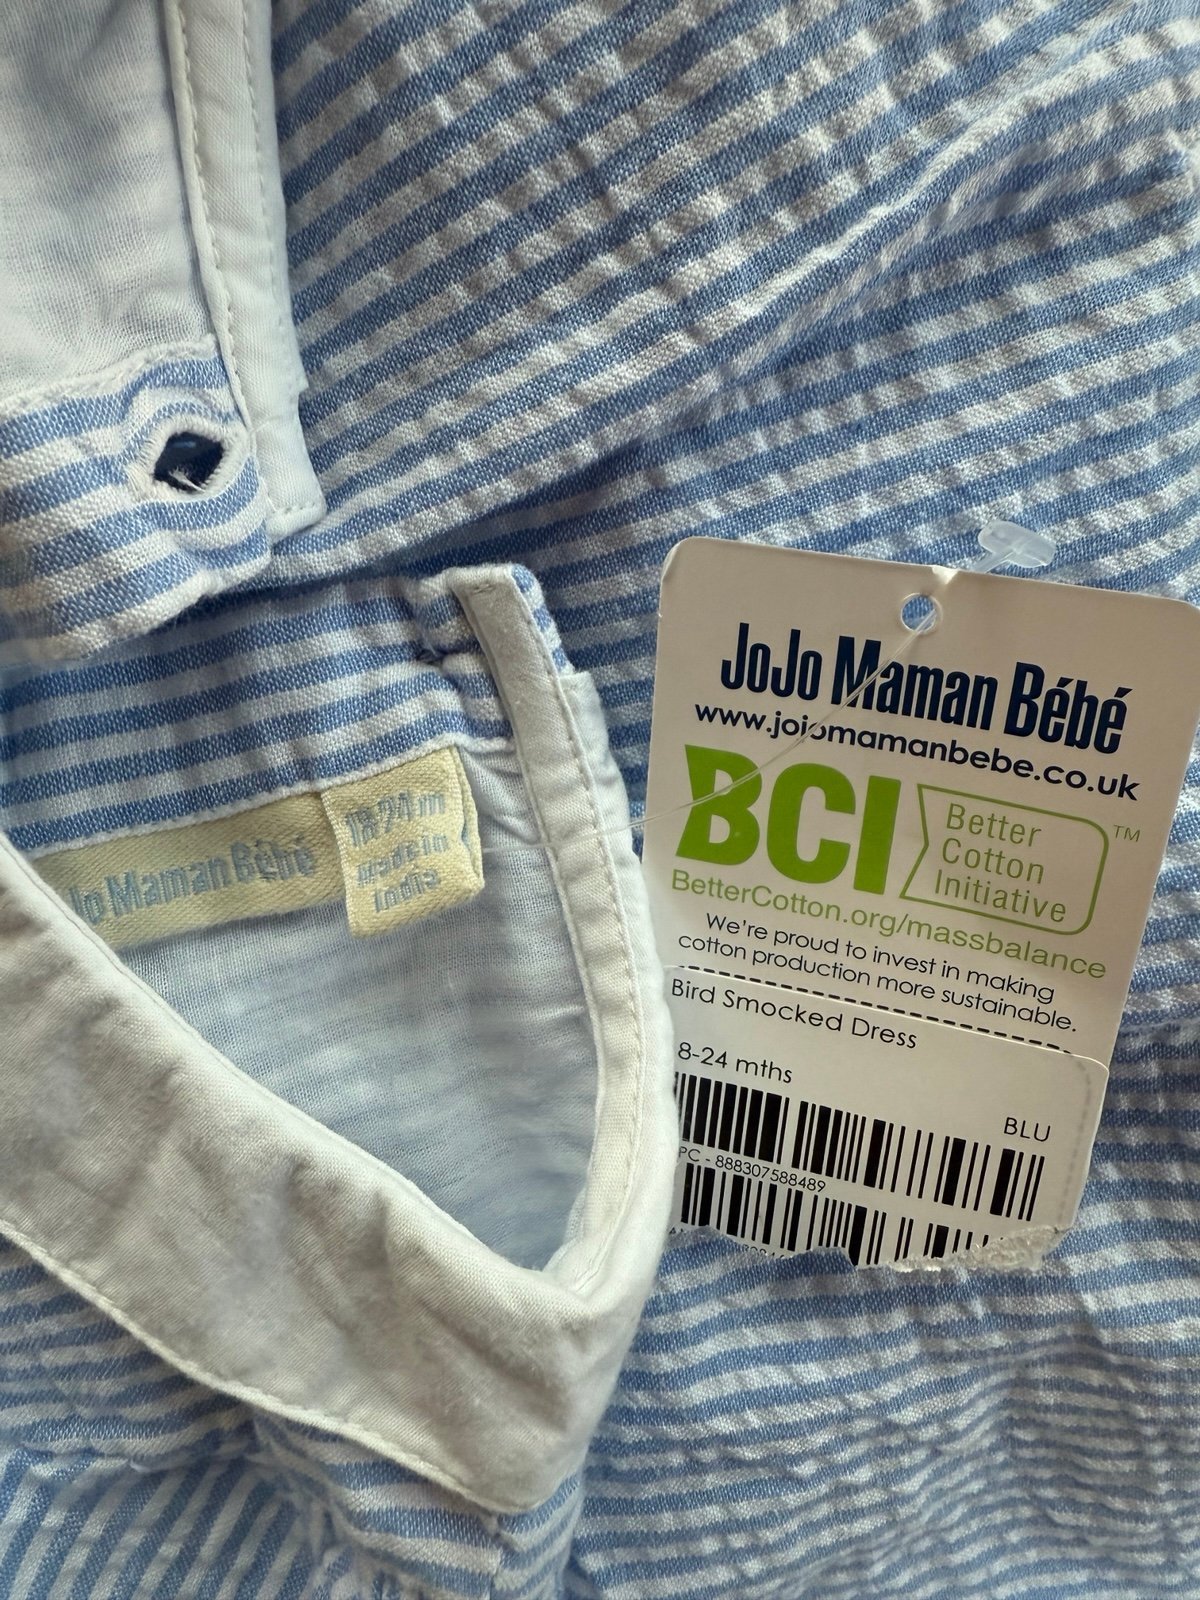 JoJo Maman Bébé
www.jojomamanbebe.co.uk
BCI
Better
Cotton
Initiative
TM
BetterCotton.org/massbalance
We're proud to invest in making
cotton production more sustainable.
Bird Smocked Dress
8-24 mths
BLU
PC - 888307588489
Jo Maman Bébé
18-24 m
made in
india